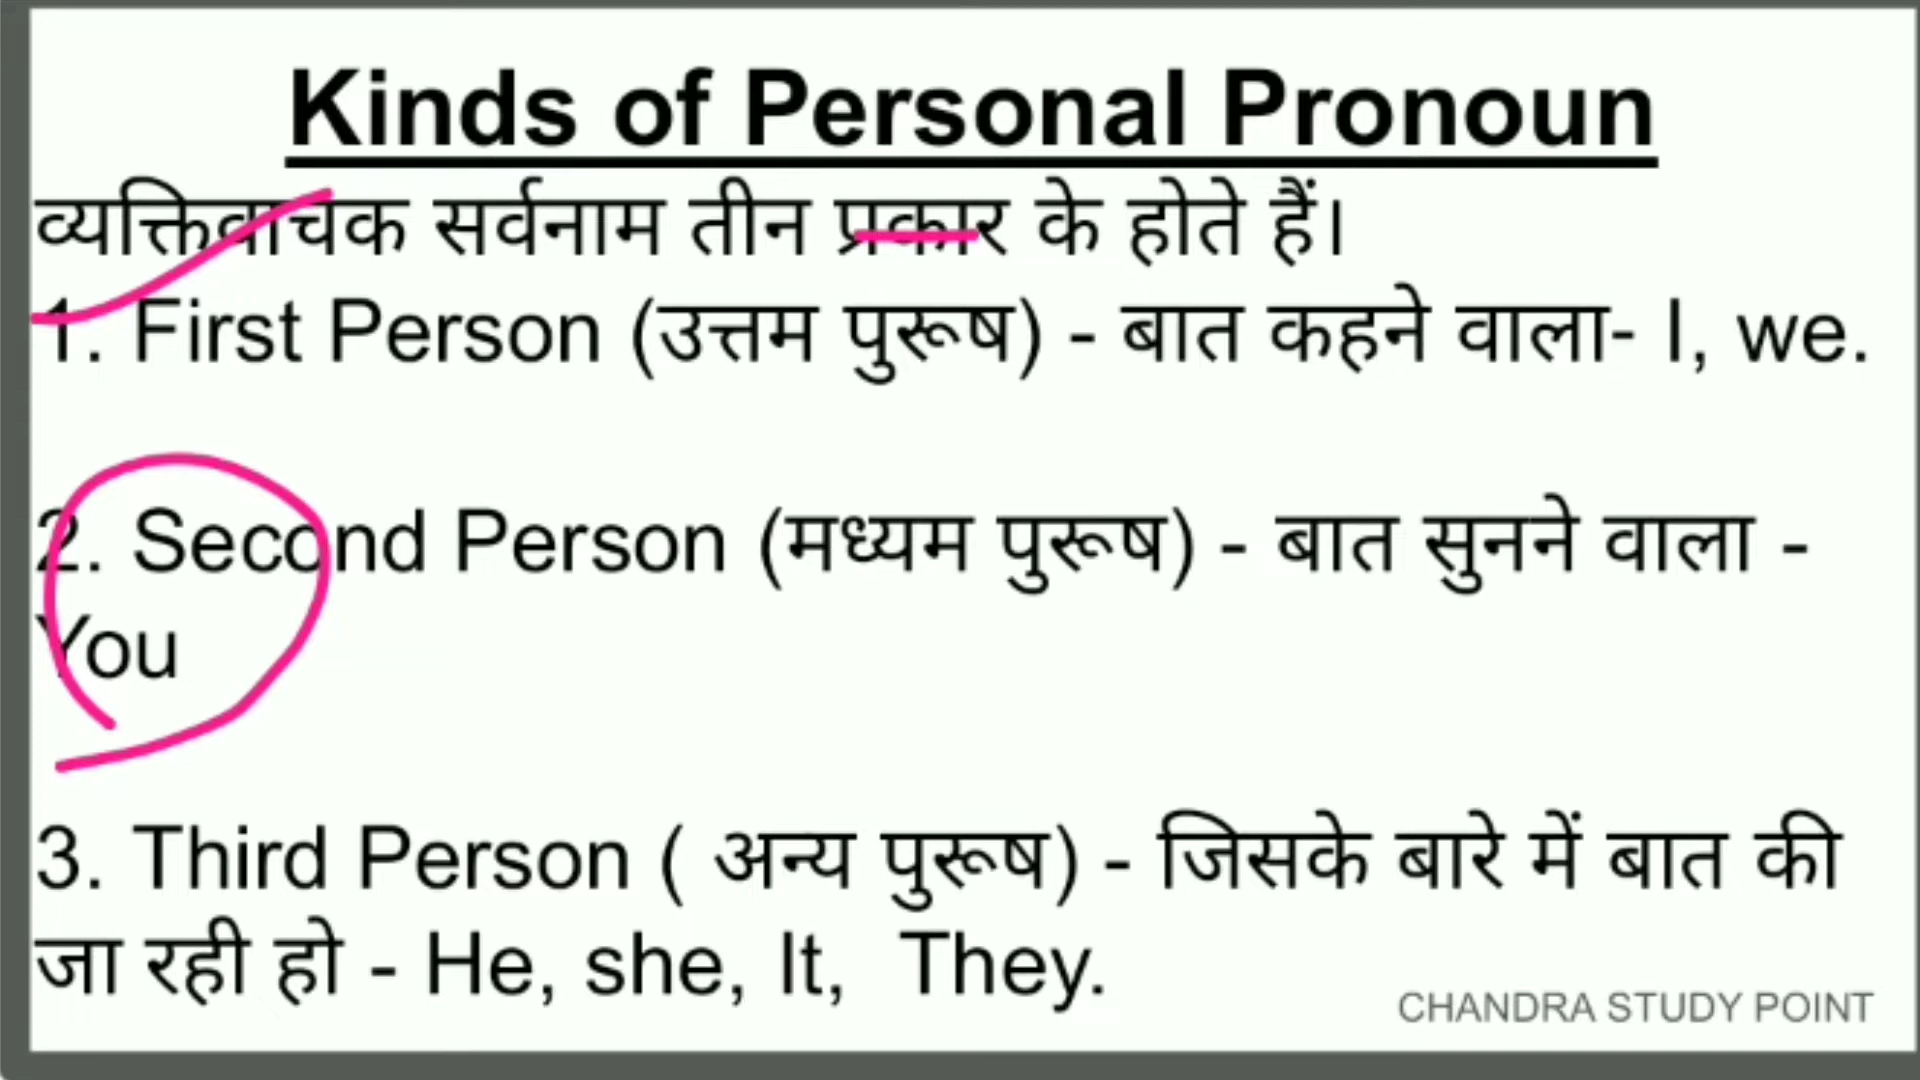 Kinds of Personal Pronoun
व्यक्तिवाचक सर्वनाम तीन प्रकार के होते हैं।
1. First Person (उत्तम पुरूष) - बात कहने वाला- I, we.
2. Second Person (मध्यम पुरूष) - बात सुनने वाला -
You
3. Third Person ( अन्य पुरूष) - जिसके बारे में बात की
जा रही हो - He, she, It, They.
CHANDRA STUDY POINT